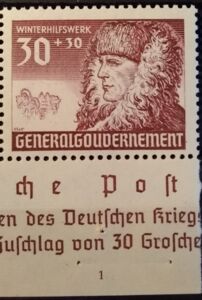 WINTERHILFSWERK
30+30
GENERALGOUVERNEMENT
che Post
en des Deutschen Kriegs
Zuschlag von 30 Grosche
1